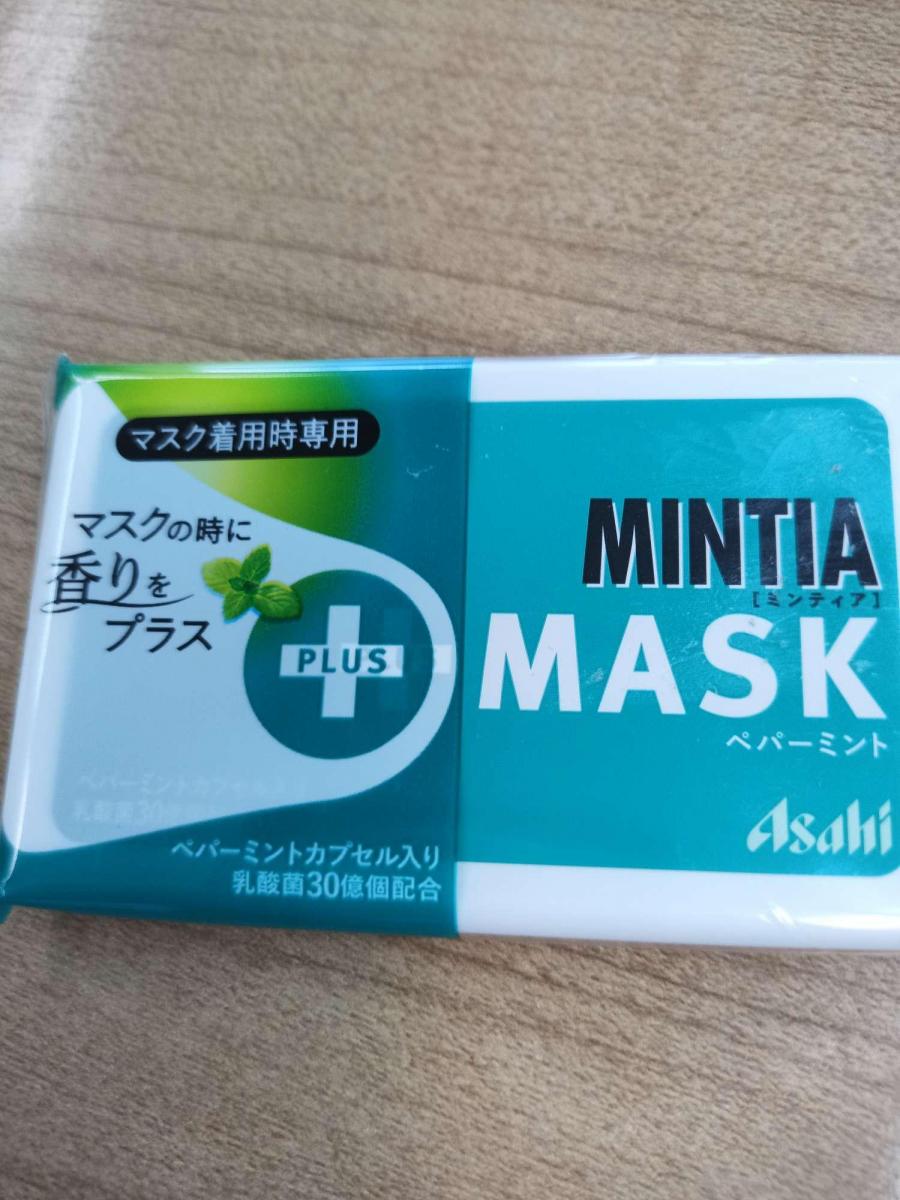 マスク着用時専用
マスクの時に
香りを
プラス
PLUS
ペパーミントカプセル入り
乳酸菌30億個配合
MINTIA
[ミンティア]
MASK
ペパーミント
Asahi